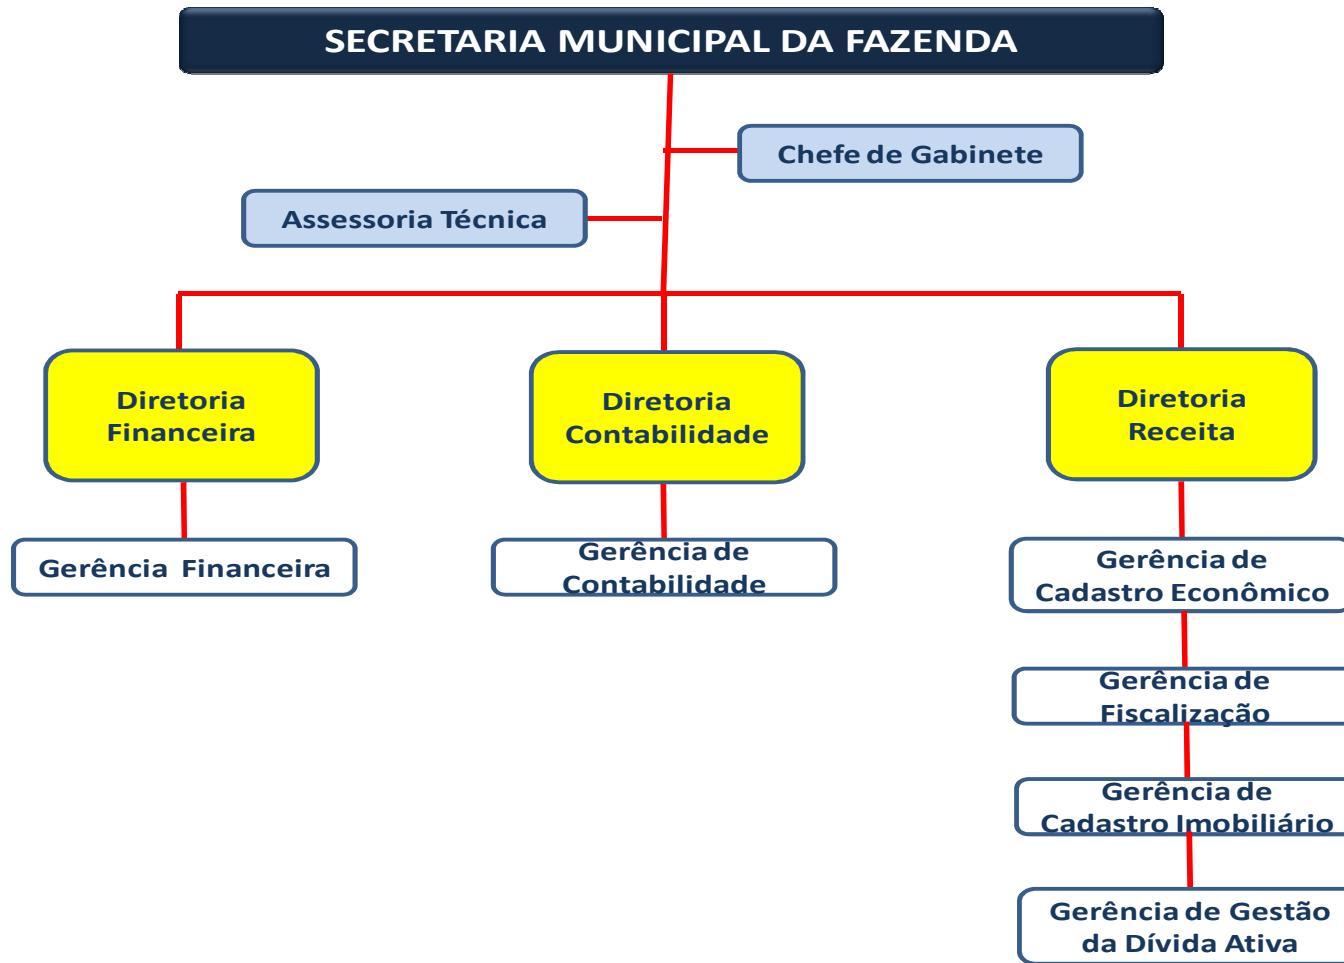 SECRETARIA MUNICIPAL DA FAZENDA
Chefe de Gabinete
Assessoria Técnica
Diretoria
Financeira
Diretoria
Contabilidade
Diretoria
Receita
Gerência Financeira
Gerência de
Contabilidade
Gerência de
Cadastro Econômico
Gerência de
Fiscalização
Gerência de
Cadastro Imobiliário
Gerência de Gestão
da Dívida Ativa